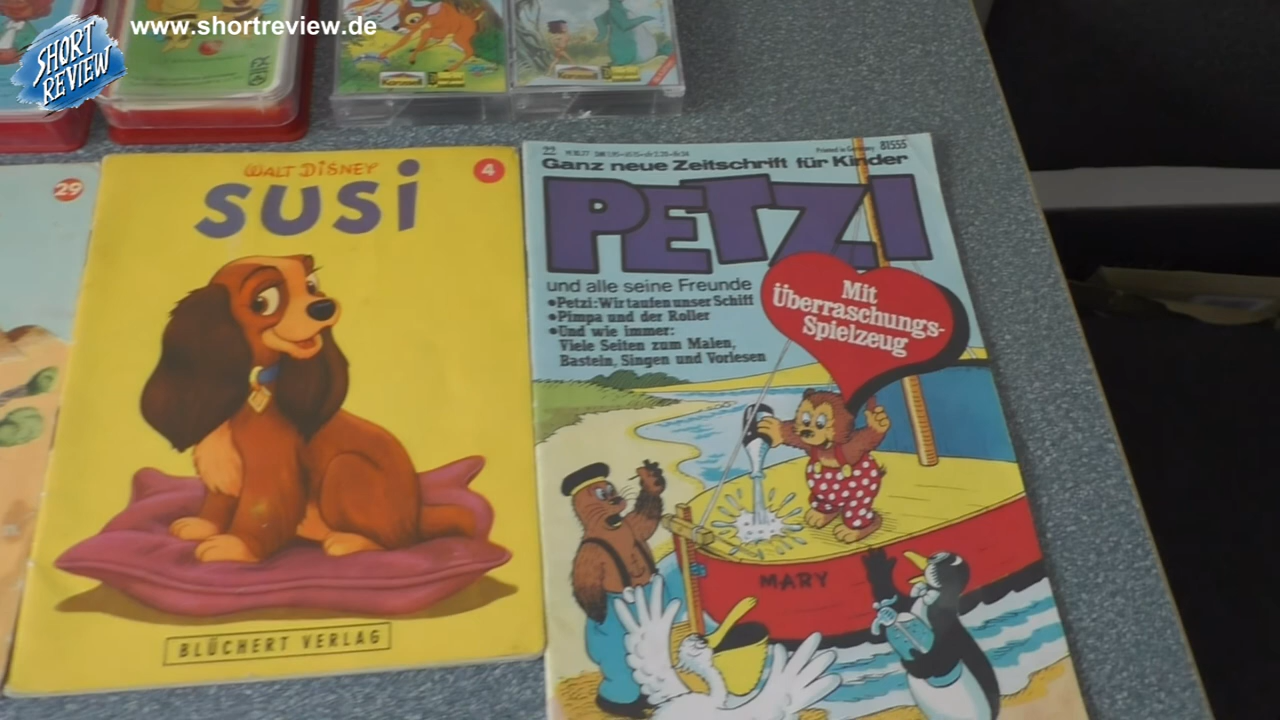 www.shortreview.de
SHORT
REVIEW
29
WALT DISNEY
SUSI
4
BLÜCHERT VERLAG
22
Printed in Germany 81555
Ganz neue Zeitschrift für Kinder
PETZI
und alle seine Freunde
•Petzi: Wir taufen unser Schiff
•Pimpa und der Roller
•Und wie immer:
Viele Seiten zum Malen,
Basteln, Singen und Vorlesen
Mit
Überraschungs-
Spielzeug
MARY